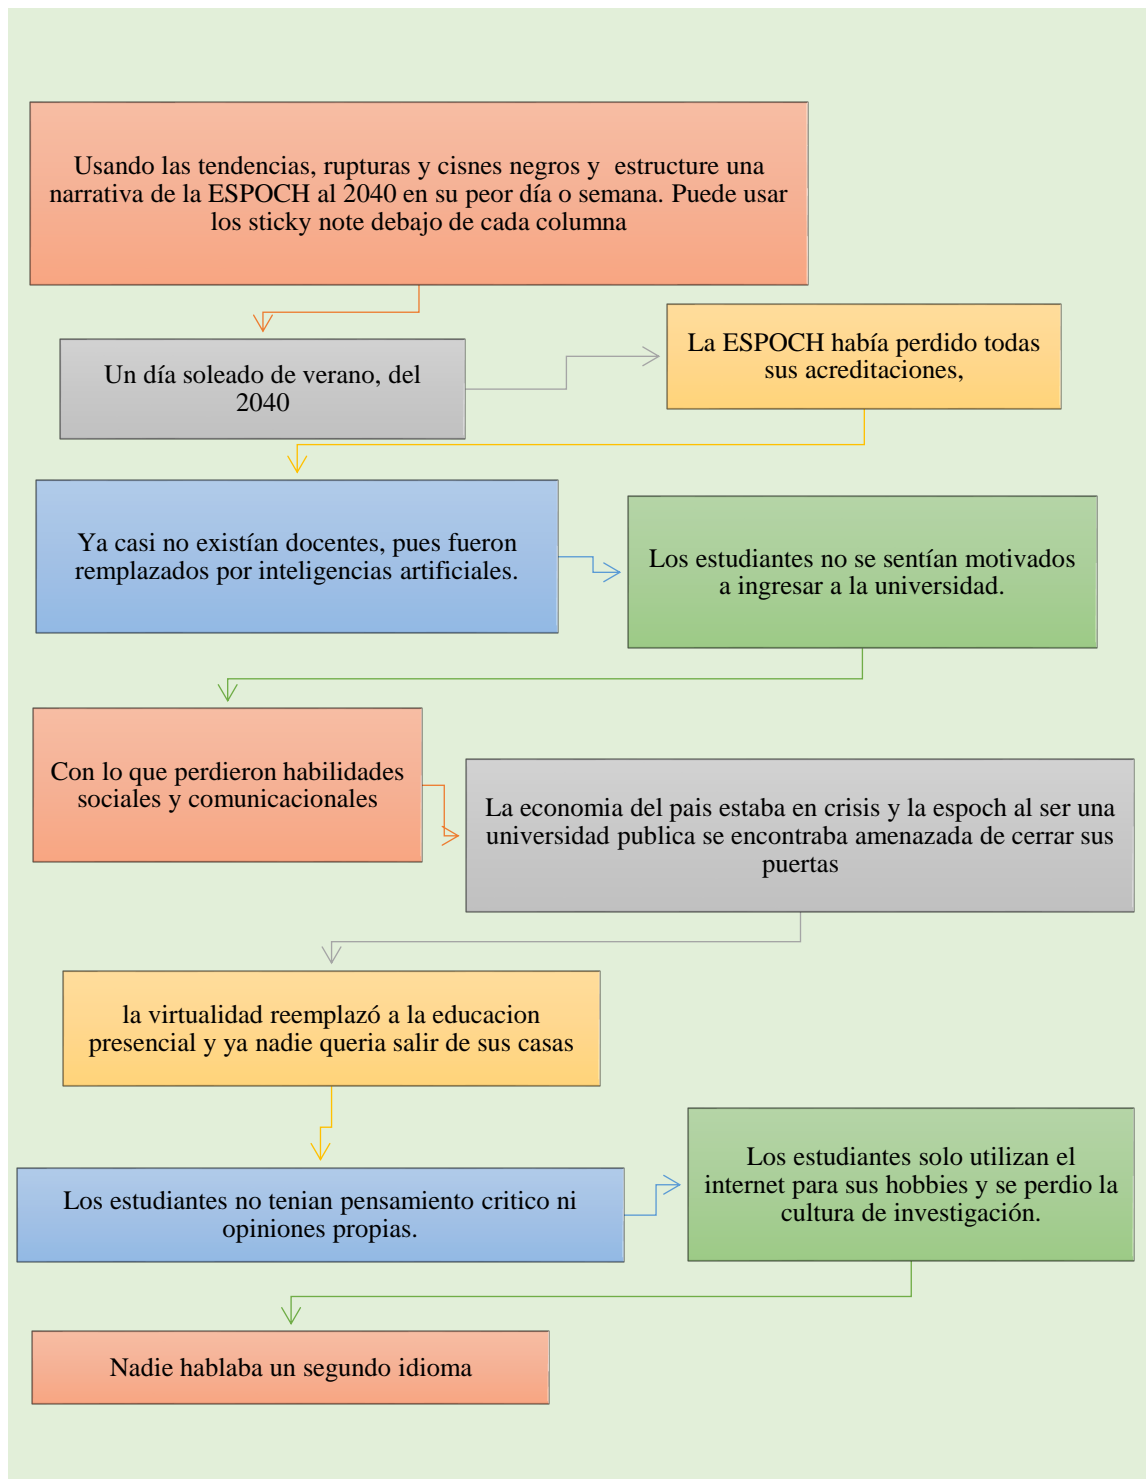 Usando las tendencias, rupturas y cisnes negros y  estructure una
narrativa de la ESPOCH al 2040 en su peor día o semana. Puede usar
los sticky note debajo de cada columna
Un día soleado de verano, del
2040
La ESPOCH había perdido todas
sus acreditaciones,
Ya casi no existían docentes, pues fueron
remplazados por inteligencias artificiales.
Los estudiantes no se sentían motivados
a ingresar a la universidad.
Con lo que perdieron habilidades
sociales y comunicacionales
La economia del pais estaba en crisis y la espoch al ser una
universidad publica se encontraba amenazada de cerrar sus
puertas
la virtualidad reemplazó a la educacion
presencial y ya nadie queria salir de sus casas
Los estudiantes no tenian pensamiento critico ni
opiniones propias.
Los estudiantes solo utilizan el
internet para sus hobbies y se perdio la
cultura de investigación.
Nadie hablaba un segundo idioma